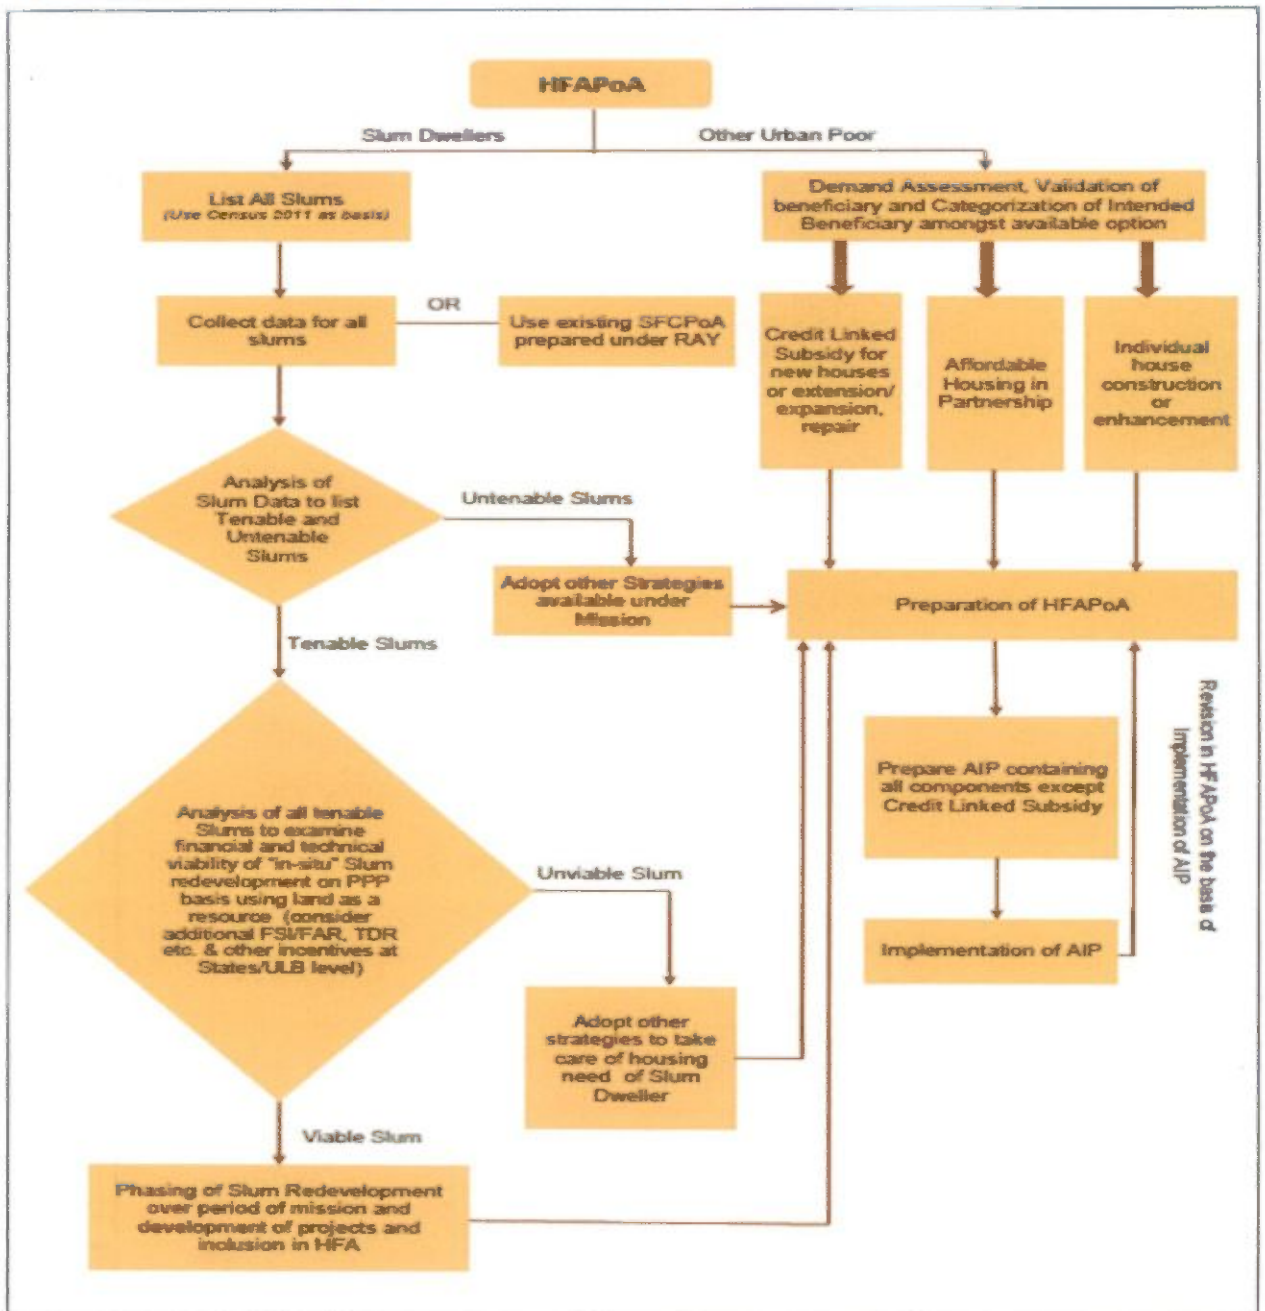 HFAPoA
Slum Dwellers
Other Urban Poor
List All Slums
(Use Census 2011 as basis)
Demand Assessment, Validation of
beneficiary and Categorization of Intended
Beneficiary amongst available option
Collect data for all
slums
OR
Use existing SFCPoA
prepared under RAY
Credit Linked
Subsidy for
new houses
or extension/
expansion,
repair
Affordable
Housing in
Partnership
Individual
house
construction
or
enhancement
Analysis of
Slum Data to list
Tenable and
Untenable
Slums
Untenable Slums
Adopt other Strategies
available under
Mission
Preparation of HFAPoA
Tenable Slums
Revision in HFAPoA on the basis of
Implementation of AIP
Prepare AIP containing
all components except
Credit Linked Subsidy
Analysis of all tenable
Slums to examine
financial and technical
viability of "in-situ" Slum
redevelopment on PPP
basis using land as a
resource (consider
additional FSI/FAR, TDR
etc. & other incentives at
States/ULB level)
Unviable Slum
Implementation of AIP
Adopt other
strategies to take
care of housing
need of Slum
Dweller
Viable Slum
Phasing of Slum Redevelopment
over period of mission and
development of projects and
inclusion in HFA